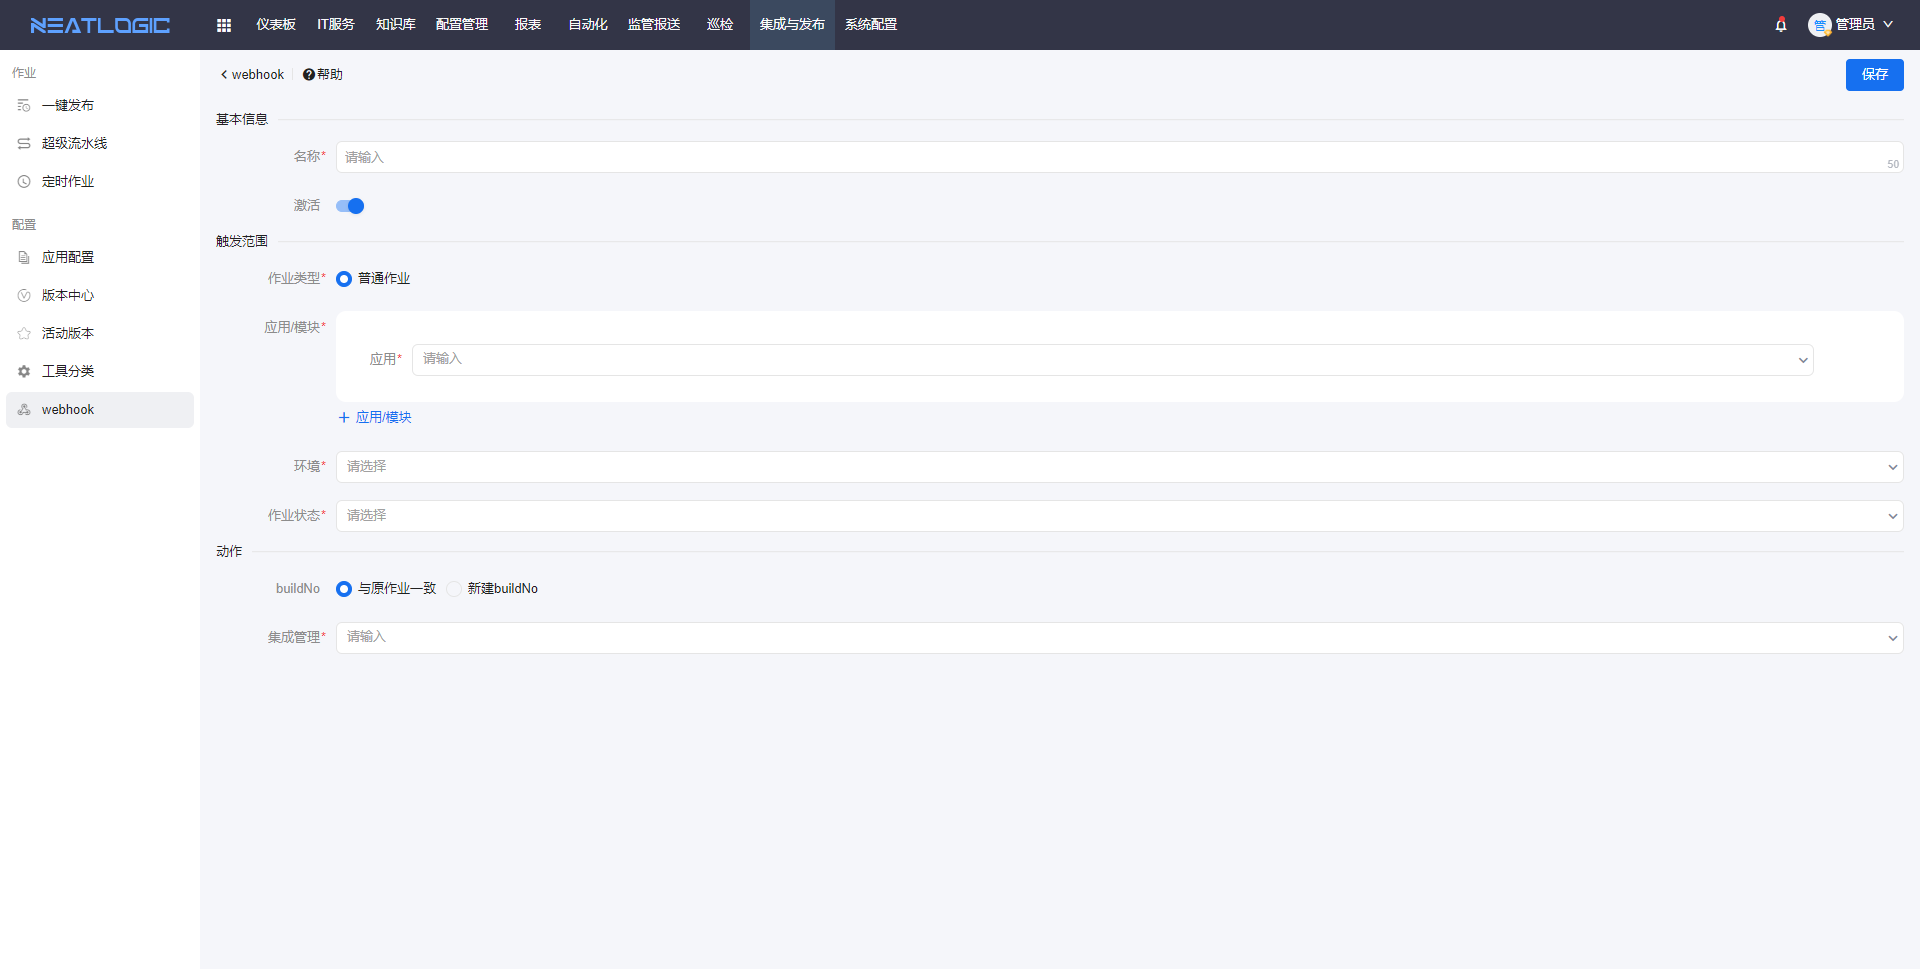 NEATLOGIC
仪表板 IT服务 知识库 配置管理 报表 自动化 监管报送 巡检 集成与发布 系统配置
管 管理员
作业
一键发布
超级流水线
定时作业
配置
应用配置
版本中心
活动版本
工具分类
webhook
webhook 帮助
保存
基本信息
名称* 请输入 50
激活
触发范围
作业类型* 普通作业
应用/模块*
应用* 请输入
应用/模块
环境* 请选择
作业状态* 请选择
动作
buildNo 与原作业一致 新建buildNo
集成管理* 请输入